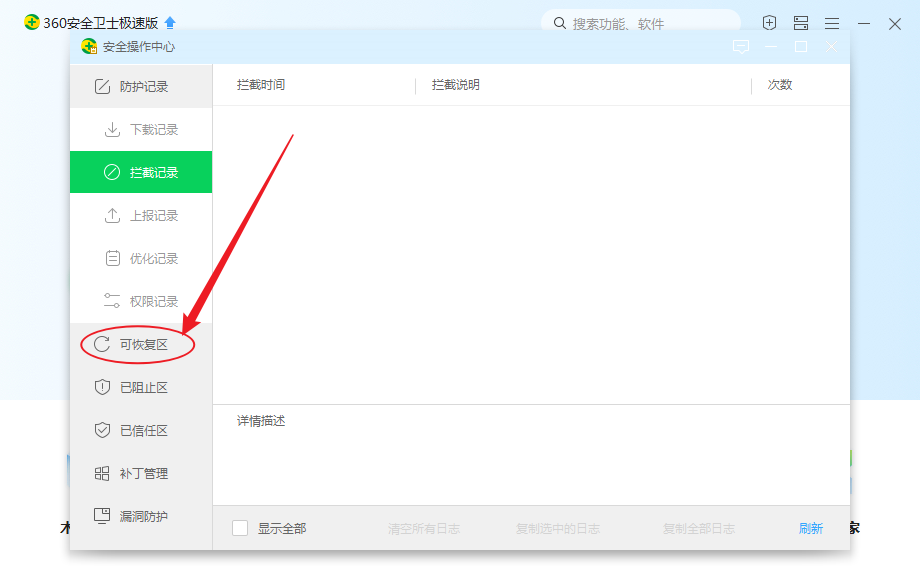 360安全卫士极速版
搜索功能、软件
安全操作中心
防护记录
下载记录
拦截记录
上报记录
优化记录
权限记录
可恢复区
已阻止区
已信任区
补丁管理
漏洞防护
拦截时间
拦截说明
次数
详情描述
显示全部
清空所有日志
复制选中的日志
复制全部日志
刷新
木
家